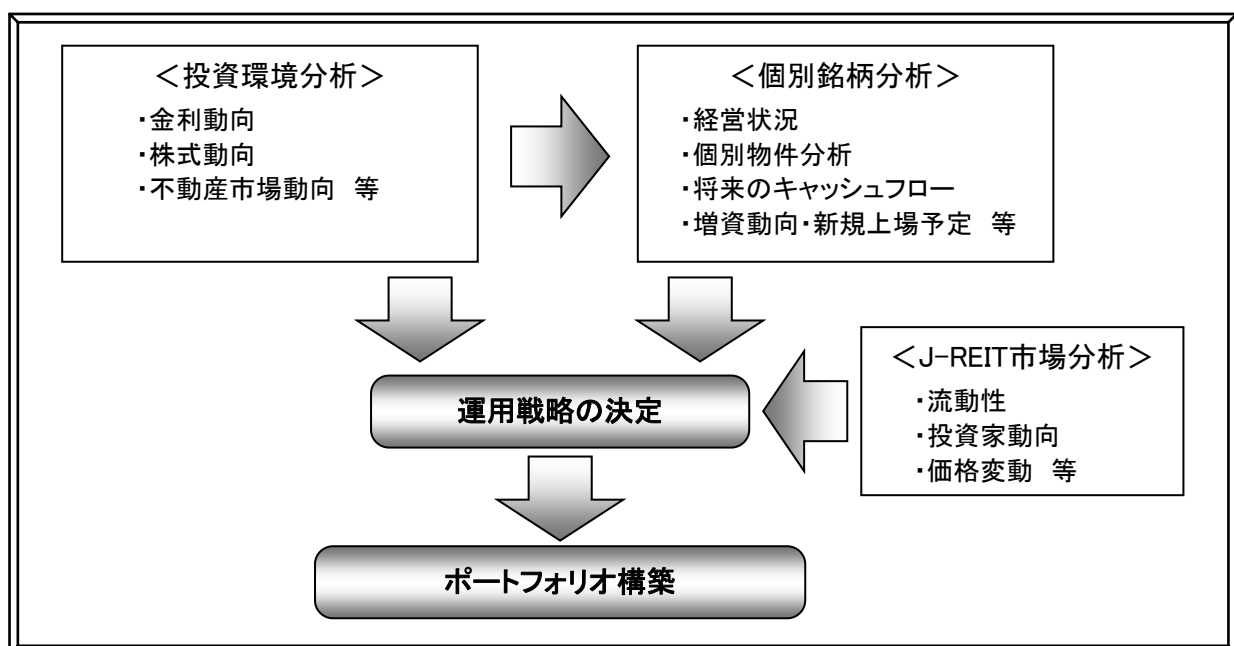 ＜投資環境分析＞
・金利動向
・株式動向
・不動産市場動向　等
＜個別銘柄分析＞
・経営状況
・個別物件分析
・将来のキャッシュフロー
・増資動向・新規上場予定　等
＜J-REIT市場分析＞
・流動性
・投資家動向
・価格変動　等
運用戦略の決定
ポートフォリオ構築